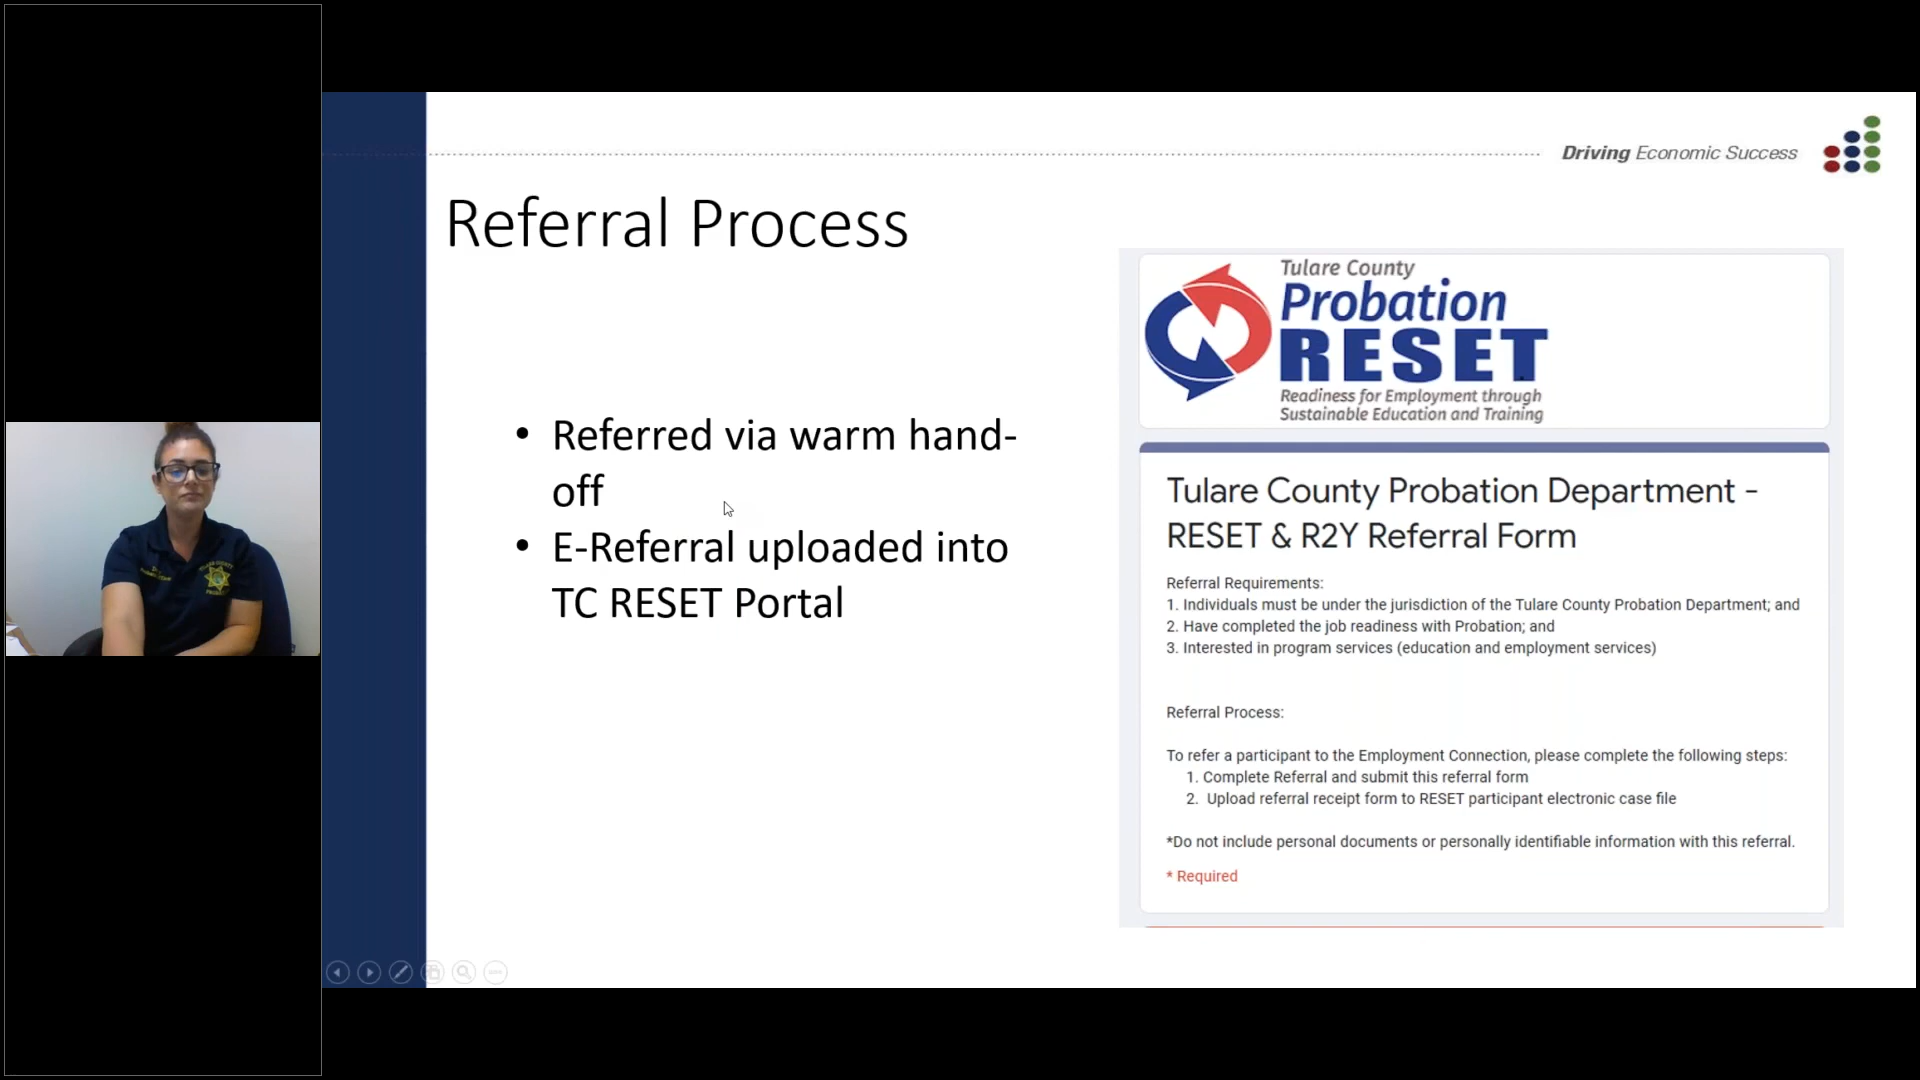 Driving Economic Success
Referral Process
• Referred via warm hand-
off
• E-Referral uploaded into
TC RESET Portal
Tulare County
Probation
RESET
Readiness for Employment through
Sustainable Education and Training
Tulare County Probation Department -
RESET & R2Y Referral Form
Referral Requirements:
1. Individuals must be under the jurisdiction of the Tulare County Probation Department; and
2. Have completed the job readiness with Probation; and
3. Interested in program services (education and employment services)
Referral Process:
To refer a participant to the Employment Connection, please complete the following steps:
1. Complete Referral and submit this referral form
2. Upload referral receipt form to RESET participant electronic case file
*Do not include personal documents or personally identifiable information with this referral.
* Required